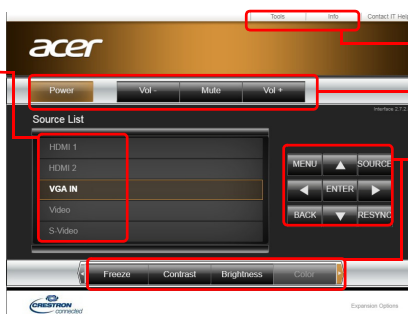 Tools Info Contact IT Help
acer
Power Vol - Mute Vol +
Interface 2.7.2.
Source List
HDMI 1
HDMI 2
VGA IN
Video
S-Video
MENU SOURCE
ENTER
BACK RESYNC
Freeze Contrast Brightness Color
CRESTRON
connected
Expansion Options